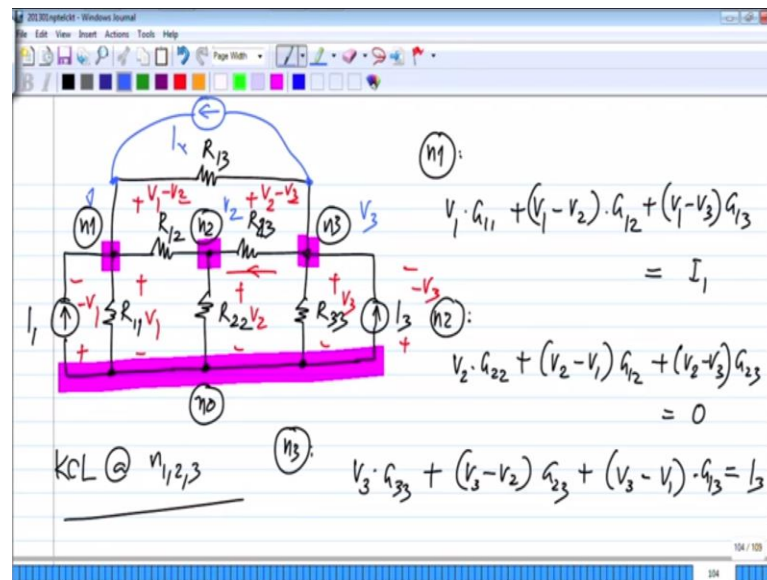 201301nptelckt - Windows Journal
File Edit View Insert Actions Tools Help
Page Width
B
Ix
R13
+ V1-V2
+ V2-V3
V2
V3
n1
R12
n2
R23
n3
I1
- -V1 +
R11
+ V1 -
R22
+ V2 -
R33
+ V3 -
I3
- -V3 +
n0
KCL @ n1,2,3
n1:
V1·G11 + (V1-V2)·G12 + (V1-V3)G13
= I1
n2:
V2·G22 + (V2-V1)G12 + (V2-V3)G23
= 0
n3:
V3·G33 + (V3-V2)G23 + (V3-V1)·G13 = I3
104 / 109
104